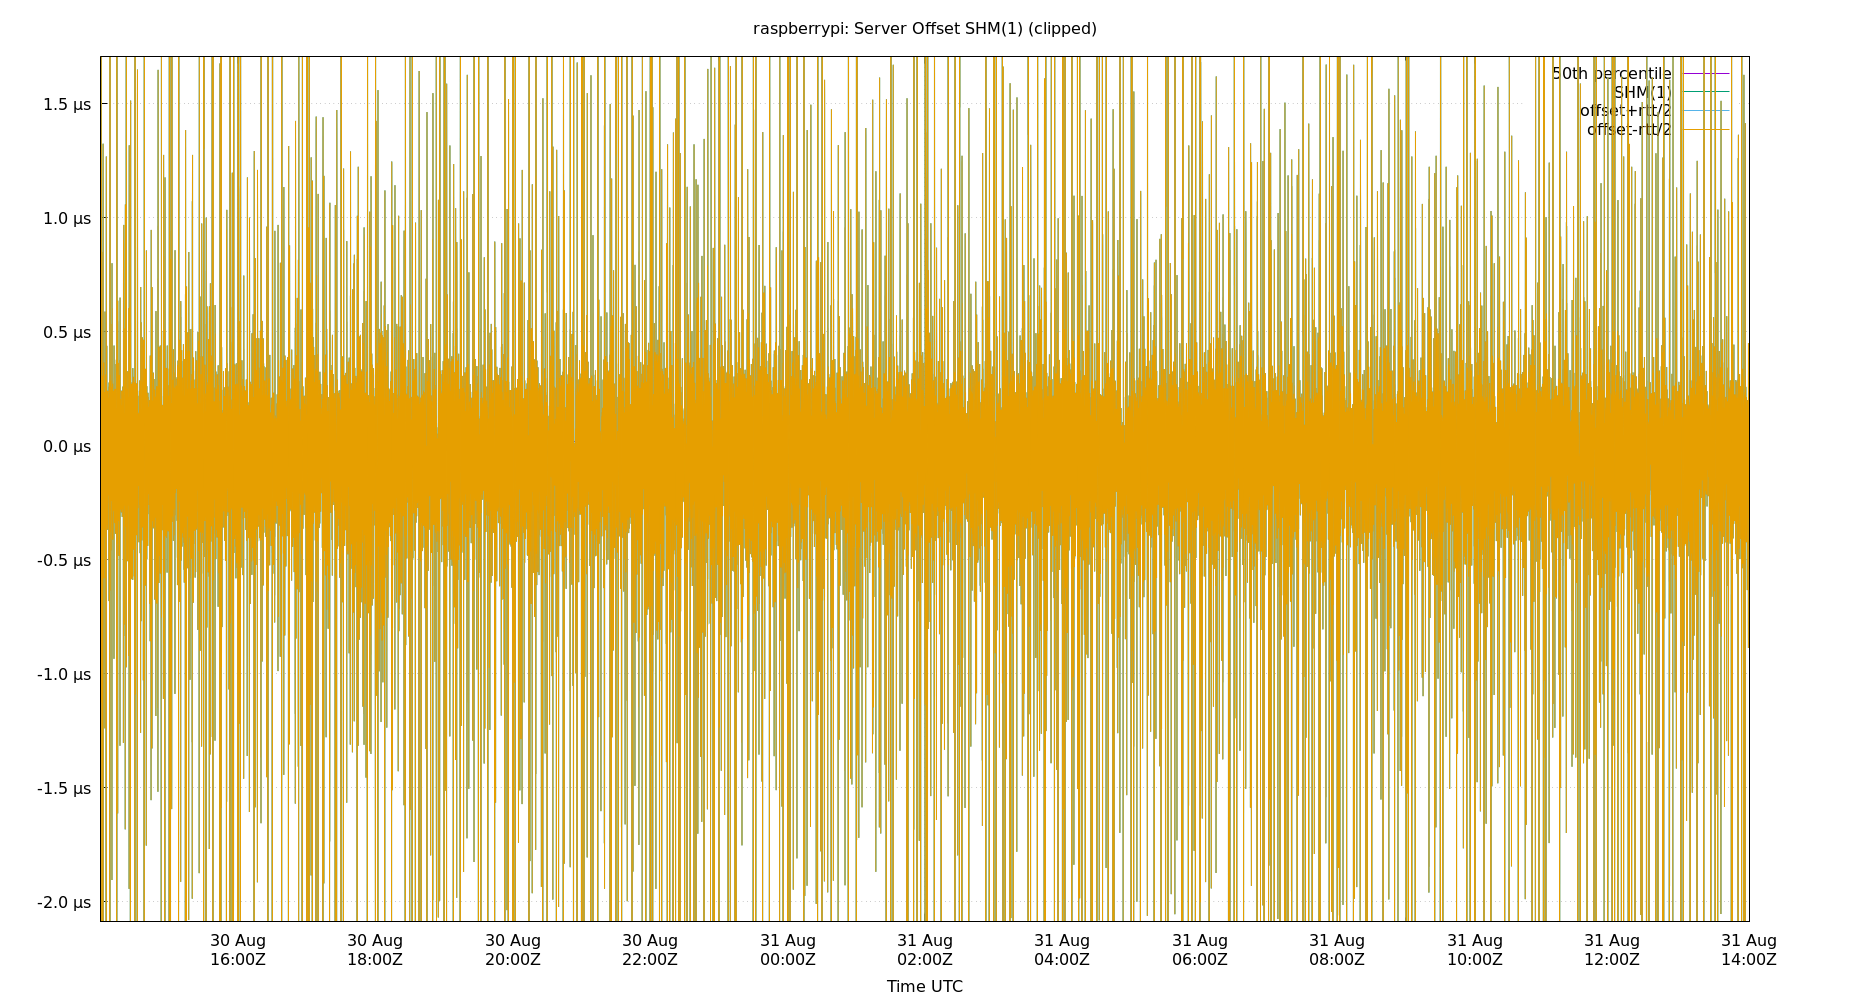 raspberrypi: Server Offset SHM(1) (clipped)
50th percentile
SHM(1)
offset+rtt/2
offset-rtt/2
1.5 µs
1.0 µs
0.5 µs
0.0 µs
-0.5 µs
-1.0 µs
-1.5 µs
-2.0 µs
30 Aug 30 Aug 30 Aug 30 Aug 31 Aug 31 Aug 31 Aug 31 Aug 31 Aug 31 Aug 31 Aug 31 Aug
16:00Z 18:00Z 20:00Z 22:00Z 00:00Z 02:00Z 04:00Z 06:00Z 08:00Z 10:00Z 12:00Z 14:00Z
Time UTC